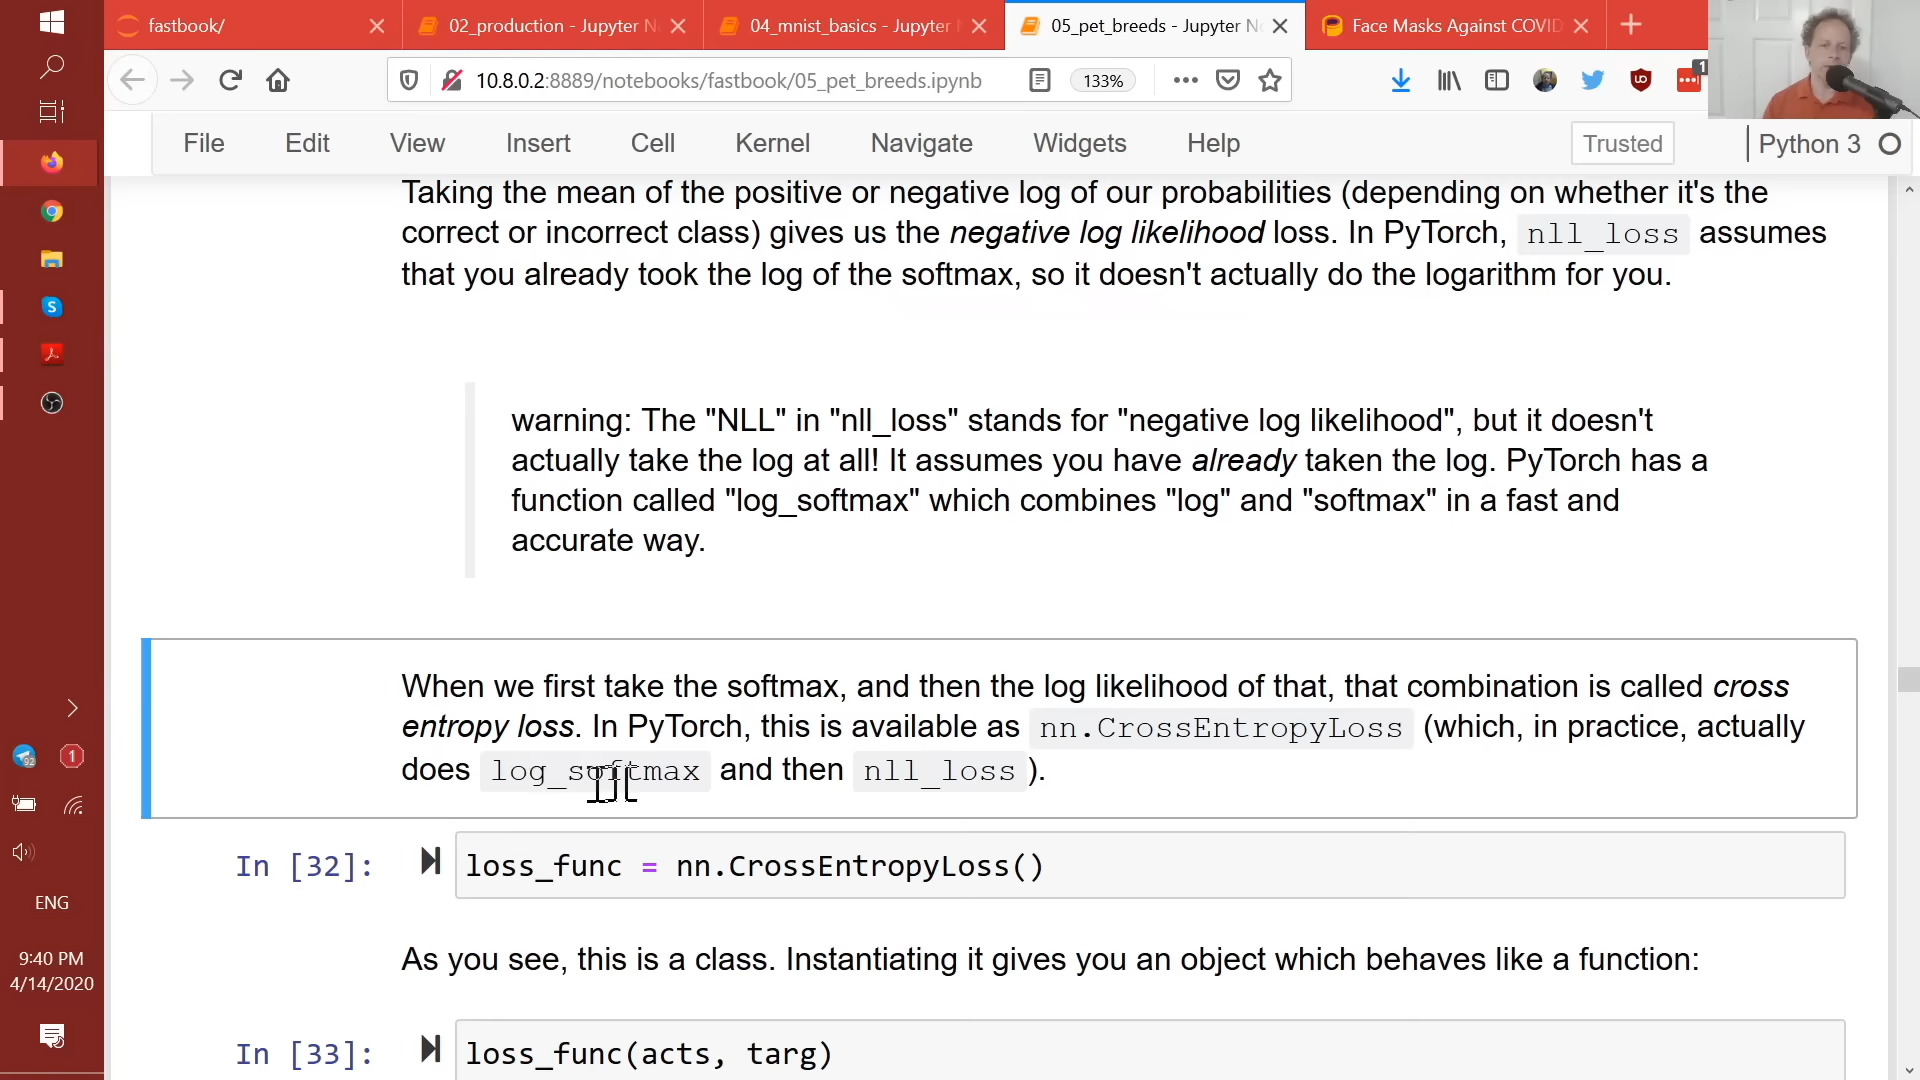 fastbook/
02_production - Jupyter N
04_mnist_basics - Jupyter
05_pet_breeds - Jupyter N
Face Masks Against COVID
10.8.0.2:8889/notebooks/fastbook/05_pet_breeds.ipynb
133%
1
File Edit View Insert Cell Kernel Navigate Widgets Help
Trusted
Python 3
Taking the mean of the positive or negative log of our probabilities (depending on whether it's the
correct or incorrect class) gives us the negative log likelihood loss. In PyTorch, nll_loss assumes
that you already took the log of the softmax, so it doesn't actually do the logarithm for you.
warning: The "NLL" in "nll_loss" stands for "negative log likelihood", but it doesn't
actually take the log at all! It assumes you have already taken the log. PyTorch has a
function called "log_softmax" which combines "log" and "softmax" in a fast and
accurate way.
When we first take the softmax, and then the log likelihood of that, that combination is called cross
entropy loss. In PyTorch, this is available as nn.CrossEntropyLoss (which, in practice, actually
does log_softmax and then nll_loss ).
In [32]: loss_func = nn.CrossEntropyLoss()
As you see, this is a class. Instantiating it gives you an object which behaves like a function:
In [33]: loss_func(acts, targ)
92
1
ENG
9:40 PM
4/14/2020